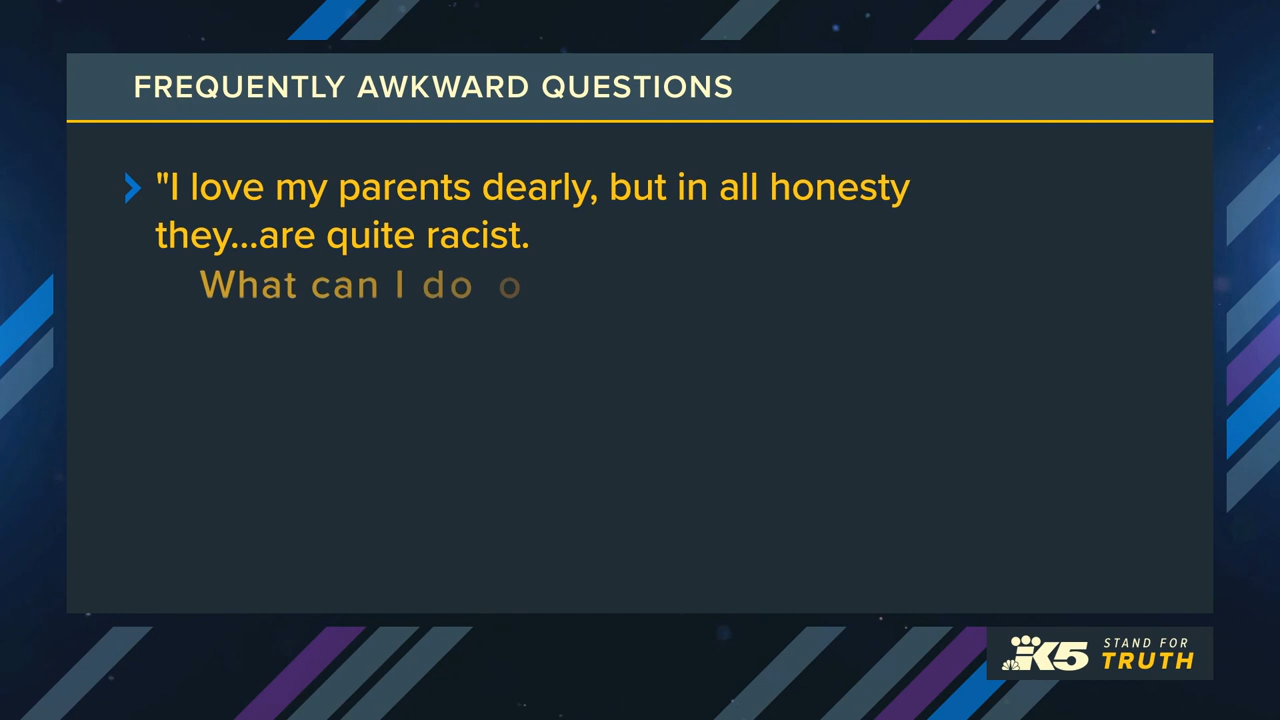 FREQUENTLY AWKWARD QUESTIONS
"I love my parents dearly, but in all honesty
they...are quite racist.
What can I do o
K5 STAND FOR
TRUTH